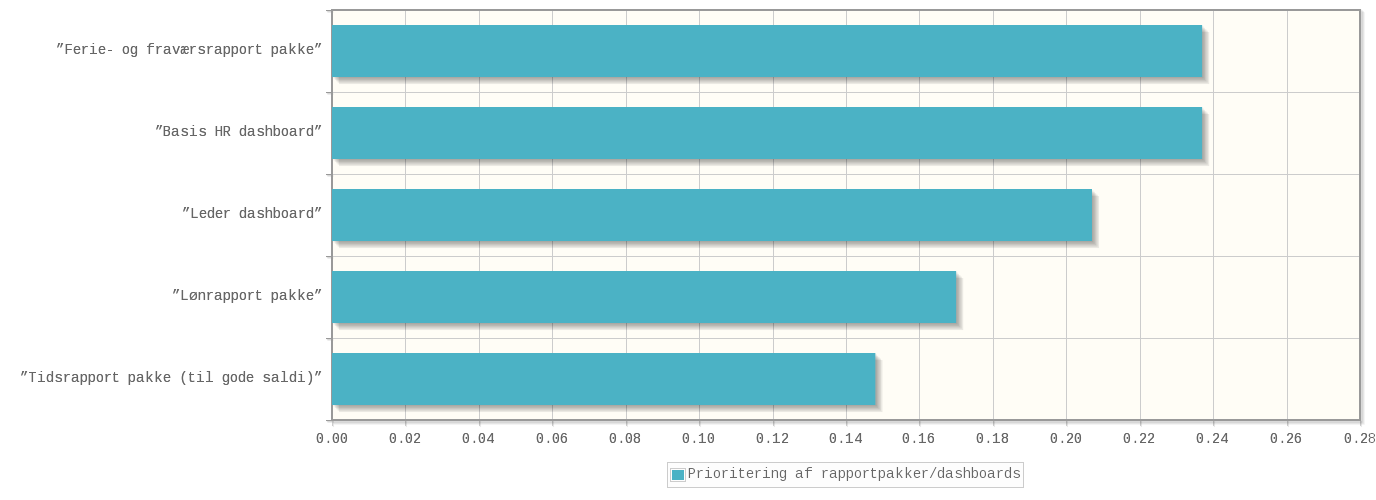 ”Ferie- og fraværsrapport pakke”
”Basis HR dashboard”
”Leder dashboard”
”Lønrapport pakke”
”Tidsrapport pakke (til gode saldi)”
0.00 0.02 0.04 0.06 0.08 0.10 0.12 0.14 0.16 0.18 0.20 0.22 0.24 0.26 0.28
Prioritering af rapportpakker/dashboards